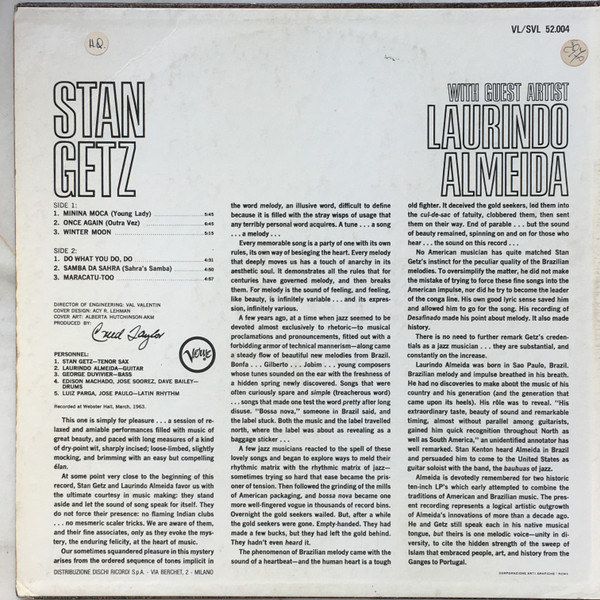 VL/SVL 52.004
A.Q.
STAN
GETZ
WITH GUEST ARTIST
LAURINDO
ALMEIDA
SIDE 1:
1. MININA MOCA (Young Lady) 5:45
2. ONCE AGAIN (Outra Vez) 6:45
3. WINTER MOON 5:15
SIDE 2:
1. DO WHAT YOU DO, DO 4:31
2. SAMBA DA SAHRA (Sahra's Samba) 4:50
3. MARACATU-TOO 4:57
DIRECTOR OF ENGINEERING: VAL VALENTIN
COVER DESIGN: ACY R. LEHMAN
COVER ART: ALBERTA HUTCHINSON-AKM
PRODUCED BY:
Creed Taylor
Verve
PERSONNEL:
1. STAN GETZ—TENOR SAX
2. LAURINDO ALMEIDA—GUITAR
3. GEORGE DUVIVIER—BASS
4. EDISON MACHADO, JOSE SOOREZ, DAVE BAILEY—
DRUMS
5. LUIZ PARGA, JOSE PAULO—LATIN RHYTHM
Recorded at Webster Hall, March, 1963.
This one is simply for pleasure . . . a session of re-
laxed and amiable performances filled with music of
great beauty, and paced with long measures of a kind
of dry-point wit, sharply incised; loose-limbed, slightly
mocking, and brimming with an easy but compelling
élan.
At some point very close to the beginning of this
record, Stan Getz and Laurindo Almeida favor us with
the ultimate courtesy in music making: they stand
aside and let the sound of song speak for itself. They
do not force their presence: no flaming Indian clubs
. . . no mesmeric scaler tricks. We are aware of them,
and their fine associates, only as they evoke the mys-
tery, the enduring felicity, at the heart of music.
Our sometimes squandered pleasure in this mystery
arises from the ordered sequence of tones implicit in
DISTRIBUZIONE DISCHI RICORDI S.p.A. - VIA BERCHET, 2 - MILANO
the word melody, an illusive word, difficult to define
because it is filled with the stray wisps of usage that
any terribly personal word acquires. A tune . . . a song
. . . a melody . . .
Every memorable song is a party of one with its own
rules, its own way of besieging the heart. Every melody
that deeply moves us has a touch of anarchy in its
aesthetic soul. It demonstrates all the rules that for
centuries have governed melody, and then breaks
them. For melody is the sound of feeling, and feeling,
like beauty, is infinitely variable . . . and its expres-
sion, infinitely various.
A few years ago, at a time when jazz seemed to be
devoted almost exclusively to rhetoric—to musical
proclamations and pronouncements, fitted out with a
forbidding armor of technical mannerism—along came
a steady flow of beautiful new melodies from Brazil.
Bonfa . . . Gilberto . . . Jobim . . . young composers
whose tunes sounded on the ear with the freshness of
a hidden spring newly discovered. Songs that were
often curiously spare and simple (treacherous word)
. . . songs that made one test the word pretty after long
disuse. "Bossa nova," someone in Brazil said, and
the label stuck. Both the music and the label travelled
north, where the label was about as revealing as a
baggage sticker . . .
A few jazz musicians reacted to the spell of these
lovely songs and began to explore ways to meld their
rhythmic matrix with the rhythmic matrix of jazz—
sometimes trying so hard that ease became the pris-
oner of tension. Then followed the grinding of the mills
of American packaging, and bossa nova became one
more well-fingered vogue in thousands of record bins.
Overnight the gold seekers wailed. But, after a while
the gold seekers were gone. Empty-handed. They had
made a few bucks, but they had left the gold behind.
They hadn't even heard it.
The phenomenon of Brazilian melody came with the
sound of a heartbeat—and the human heart is a tough
old fighter. It deceived the gold seekers, led them into
the cul-de-sac of fatuity, clobbered them, then sent
them on their way. End of parable . . . but the sound
of beauty remained, spinning on and on for those who
hear . . . the sound on this record . . .
No American musician has quite matched Stan
Getz's instinct for the peculiar quality of the Brazilian
melodies. To oversimplify the matter, he did not make
the mistake of trying to force these fine songs into the
American impulse, nor did he try to become the leader
of the conga line. His own good lyric sense saved him
and allowed him to go for the song. His recording of
Desafinado made his point about melody. It also made
history.
There is no need to further remark Getz's creden-
tials as a jazz musician . . . they are substantial, and
constantly on the increase.
Laurindo Almeida was born in Sao Paulo, Brazil.
Brazilian melody and impulse breathed in his breath.
He had no discoveries to make about the music of his
country and his generation (and the generation that
came upon its heels). His rôle was to reveal. "His
extraordinary taste, beauty of sound and remarkable
timing, almost without parallel among guitarists,
gained him quick recognition throughout North as
well as South America," an unidentified annotator has
well remarked. Stan Kenton heard Almeida in Brazil
and persuaded him to come to the United States as
guitar soloist with the band, the bauhaus of jazz.
Almeida is devotedly remembered for two historic
ten-inch LP's which early attempted to combine the
traditions of American and Brazilian music. The pres-
ent recording represents a logical artistic outgrowth
of Almeida's innovations of more than a decade ago.
He and Getz still speak each in his native musical
tongue, but theirs is one melodic voice—unity in di-
versity, to cite the hidden strength of the sweep of
Islam that embraced people, art, and history from the
Ganges to Portugal.